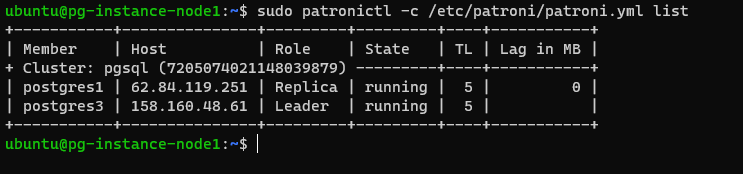 ubuntu@pg-instance-node1:~$ sudo patronictl -c /etc/patroni/patroni.yml list
+-----------+---------------+---------+---------+----+-----------+
| Member    | Host          | Role    | State   | TL | Lag in MB |
+ Cluster: pgsql (7205074021148039879) ---------+----+-----------+
| postgres1 | 62.84.119.251 | Replica | running |  5 |         0 |
| postgres3 | 158.160.48.61 | Leader  | running |  5 |           |
+-----------+---------------+---------+---------+----+-----------+
ubuntu@pg-instance-node1:~$